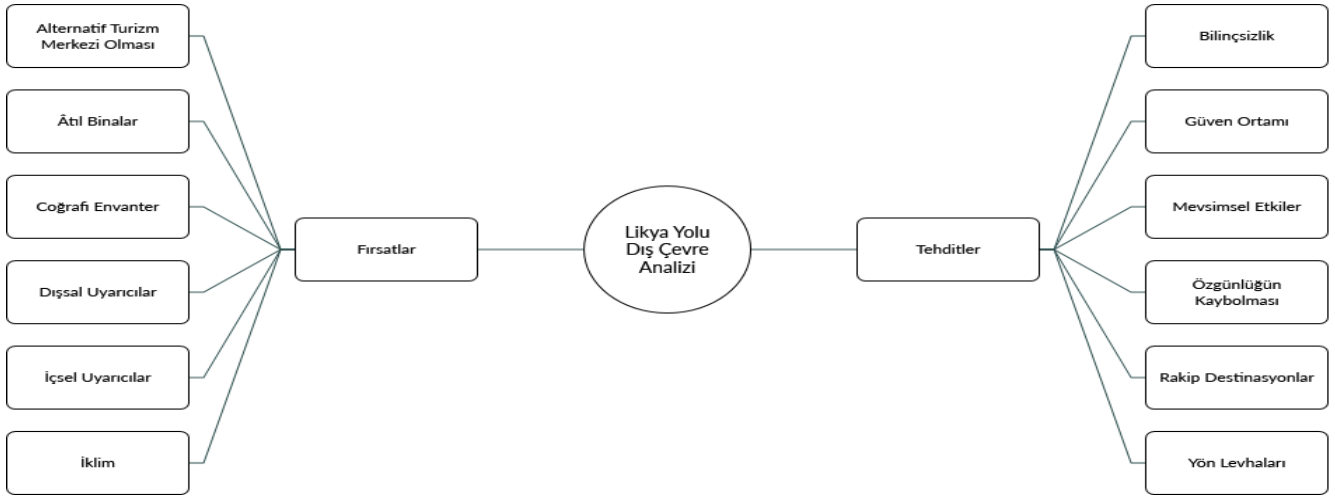 Alternatif Turizm
Merkezi Olması
Âtıl Binalar
Coğrafi Envanter
Dışsal Uyarıcılar
İçsel Uyarıcılar
İklim
Fırsatlar
Likya Yolu
Dış Çevre
Analizi
Tehditler
Bilinçsizlik
Güven Ortamı
Mevsimsel Etkiler
Özgünlüğün
Kaybolması
Rakip Destinasyonlar
Yön Levhaları